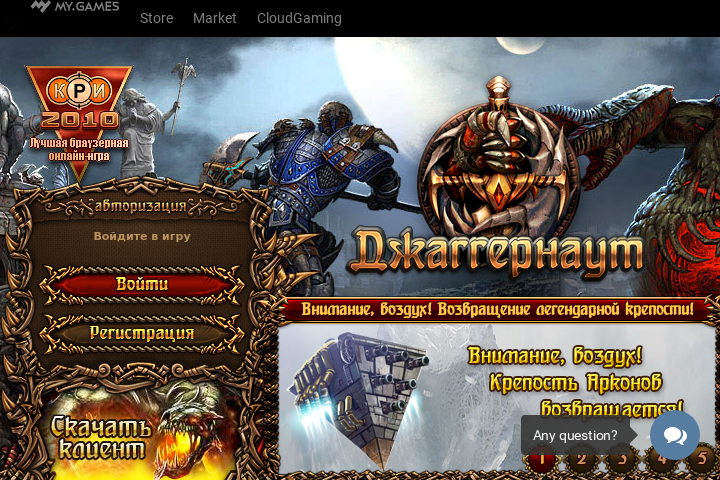 MY.GAMES
Store Market CloudGaming
КРИ
2010
Лучшая браузерная
онлайн-игра
авторизация
Войдите в игру
Войти
Регистрация
Скачать
клиент
Джаггернаут
Внимание, воздух! Возвращение легендарной крепости!
Внимание, воздух!
Крепость Арконов
возвращается!
Any question?
1 2 3 4 5